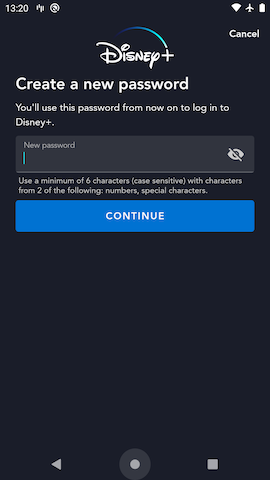 13:20
Cancel
Disney+
Create a new password
You'll use this password from now on to log in to
Disney+.
New password
Use a minimum of 6 characters (case sensitive) with characters
from 2 of the following: numbers, special characters.
CONTINUE